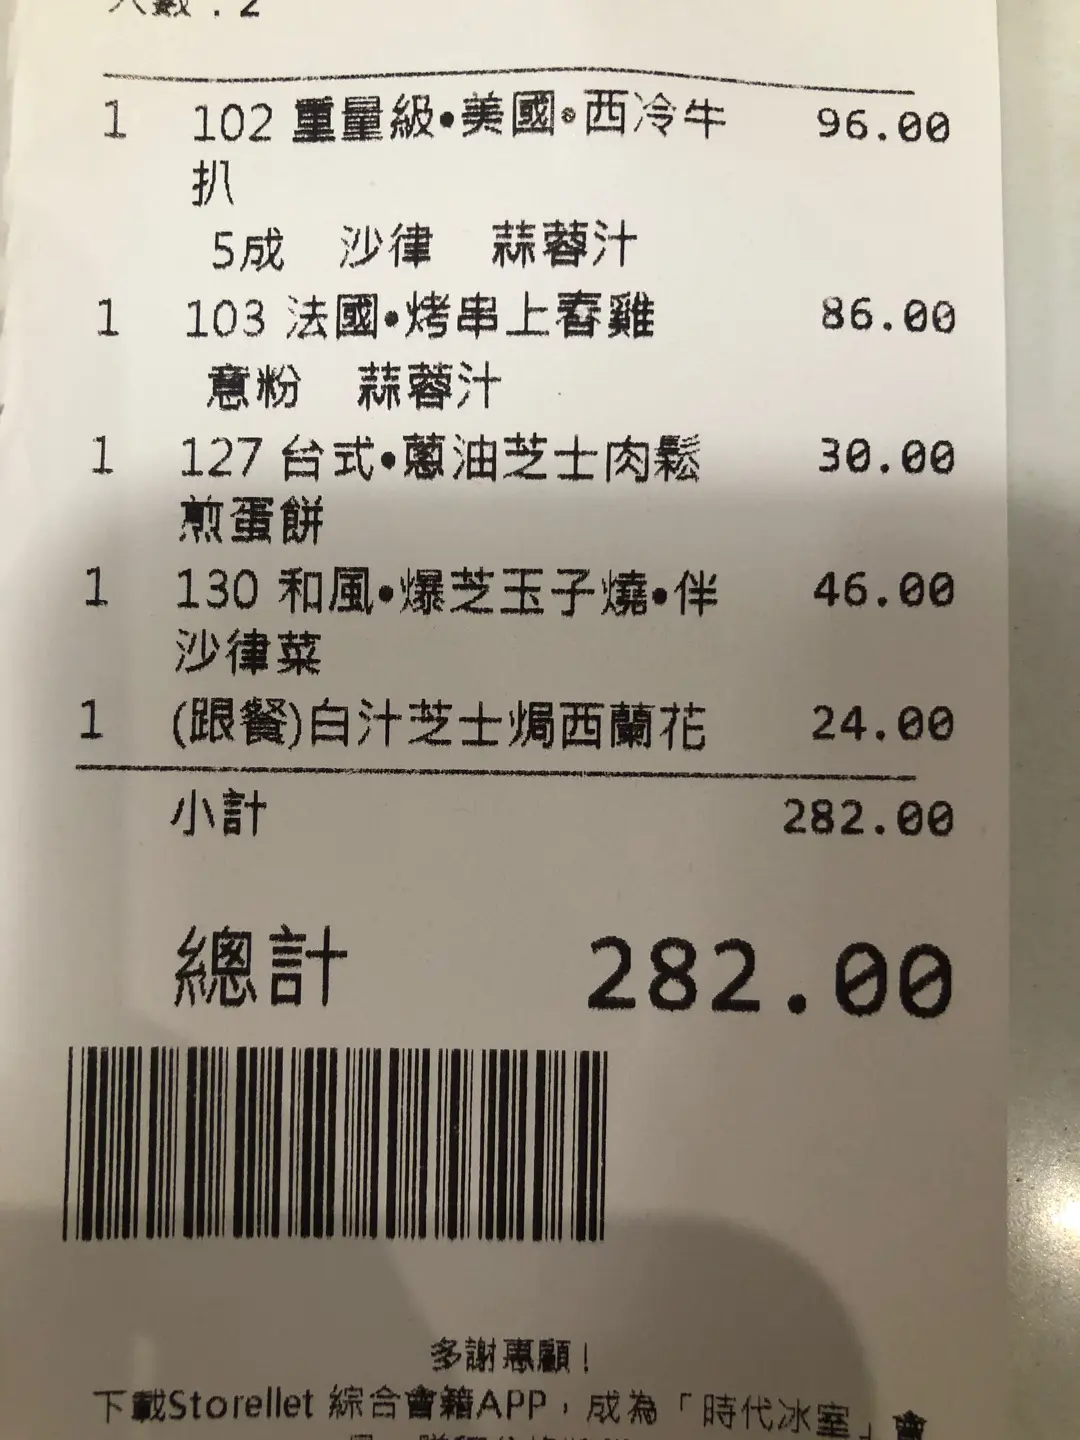 人數：2
1 102 重量級•美國•西冷牛 96.00
扒
5成 沙律 蒜蓉汁
1 103 法國•烤串上春雞 86.00
意粉 蒜蓉汁
1 127 台式•蔥油芝士肉鬆 30.00
煎蛋餅
1 130 和風•爆芝玉子燒•伴 46.00
沙律菜
1 (跟餐)白汁芝士焗西蘭花 24.00
小計 282.00
總計 282.00
多謝惠顧!
下載Storellet 綜合會籍APP，成為「時代冰室」會